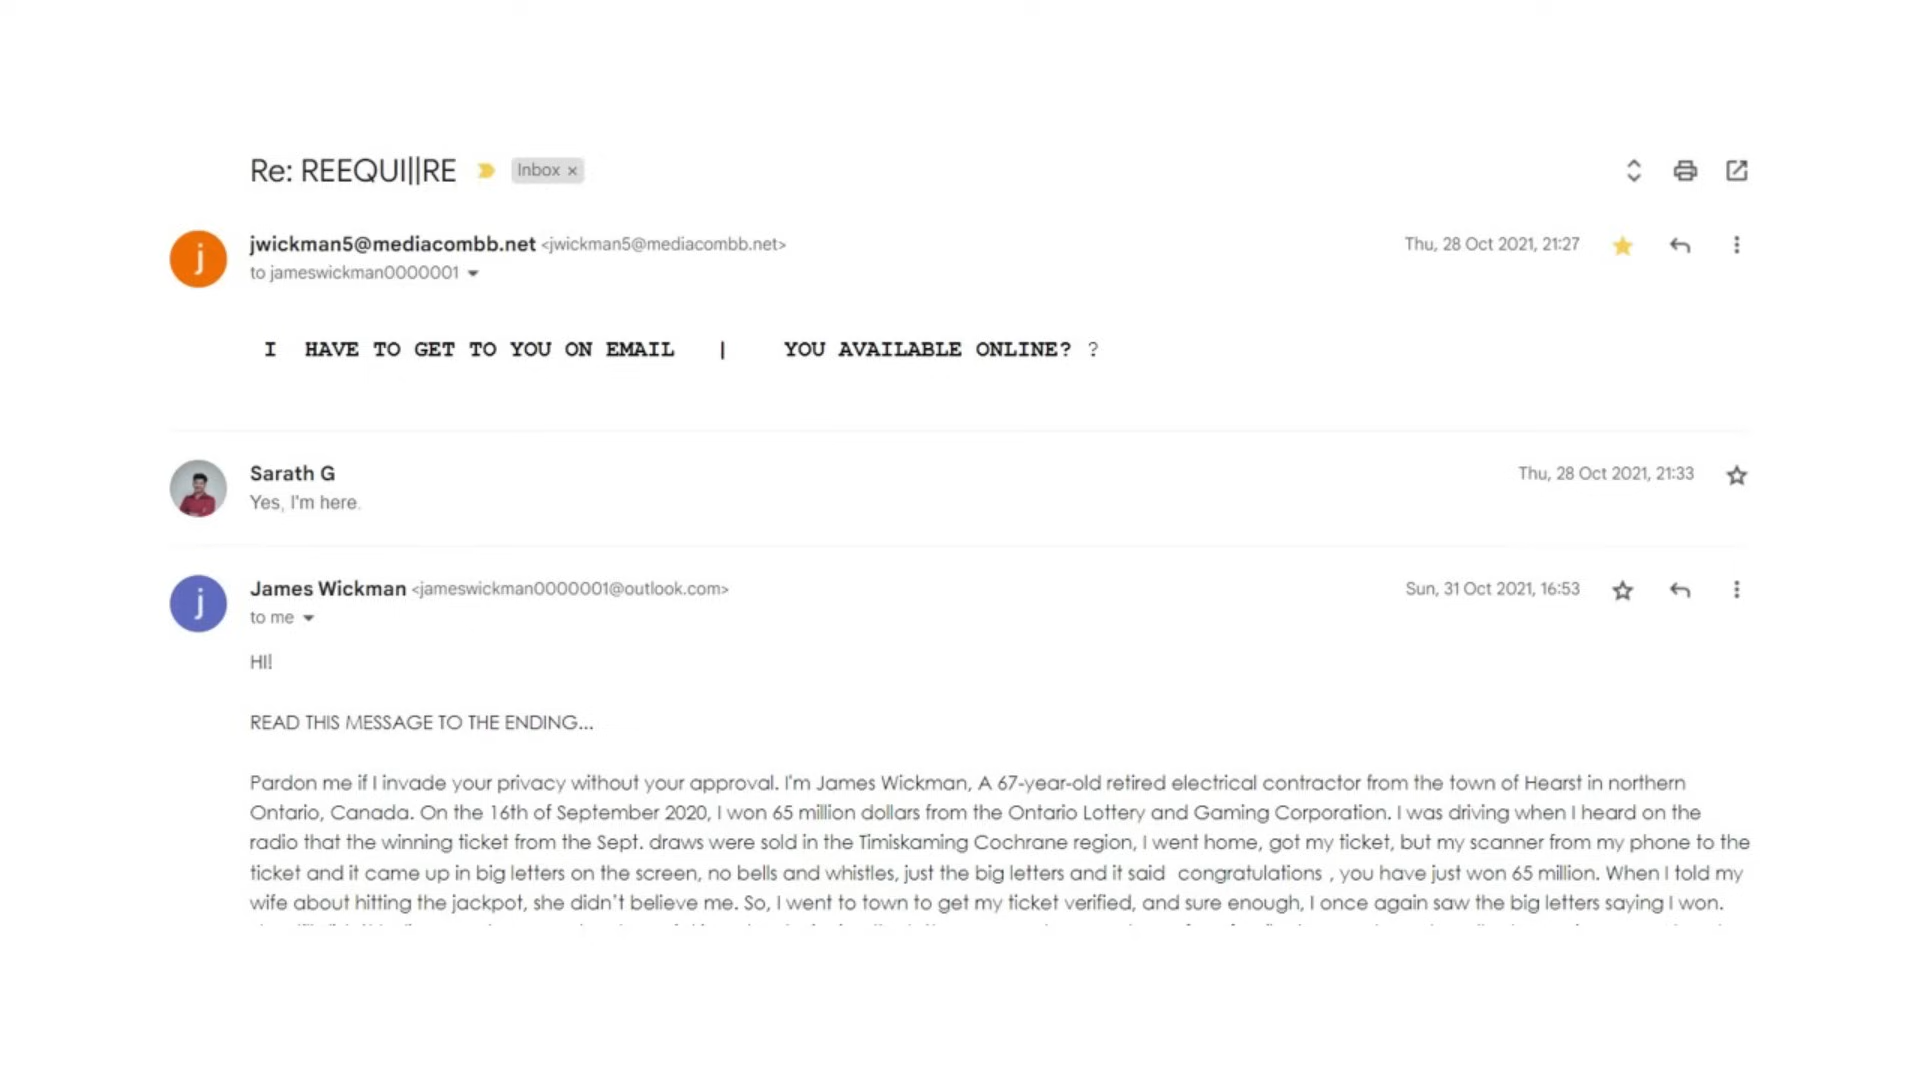 Re: REEQUI||RE
Inbox ×
jwickman5@mediacombb.net <jwickman5@mediacombb.net>
Thu, 28 Oct 2021, 21:27
j
to jameswickman0000001
I HAVE TO GET TO YOU ON EMAIL | YOU AVAILABLE ONLINE? ?
Sarath G
Thu, 28 Oct 2021, 21:33
Yes, I'm here.
James Wickman <jameswickman0000001@outlook.com>
Sun, 31 Oct 2021, 16:53
j
to me
HI!
READ THIS MESSAGE TO THE ENDING...
Pardon me if I invade your privacy without your approval. I'm James Wickman, A 67-year-old retired electrical contractor from the town of Hearst in northern
Ontario, Canada. On the 16th of September 2020, I won 65 million dollars from the Ontario Lottery and Gaming Corporation. I was driving when I heard on the
radio that the winning ticket from the Sept. draws were sold in the Timiskaming Cochrane region, I went home, got my ticket, but my scanner from my phone to the
ticket and it came up in big letters on the screen, no bells and whistles, just the big letters and it said congratulations , you have just won 65 million. When I told my
wife about hitting the jackpot, she didn't believe me. So, I went to town to get my ticket verified, and sure enough, I once again saw the big letters saying I won.